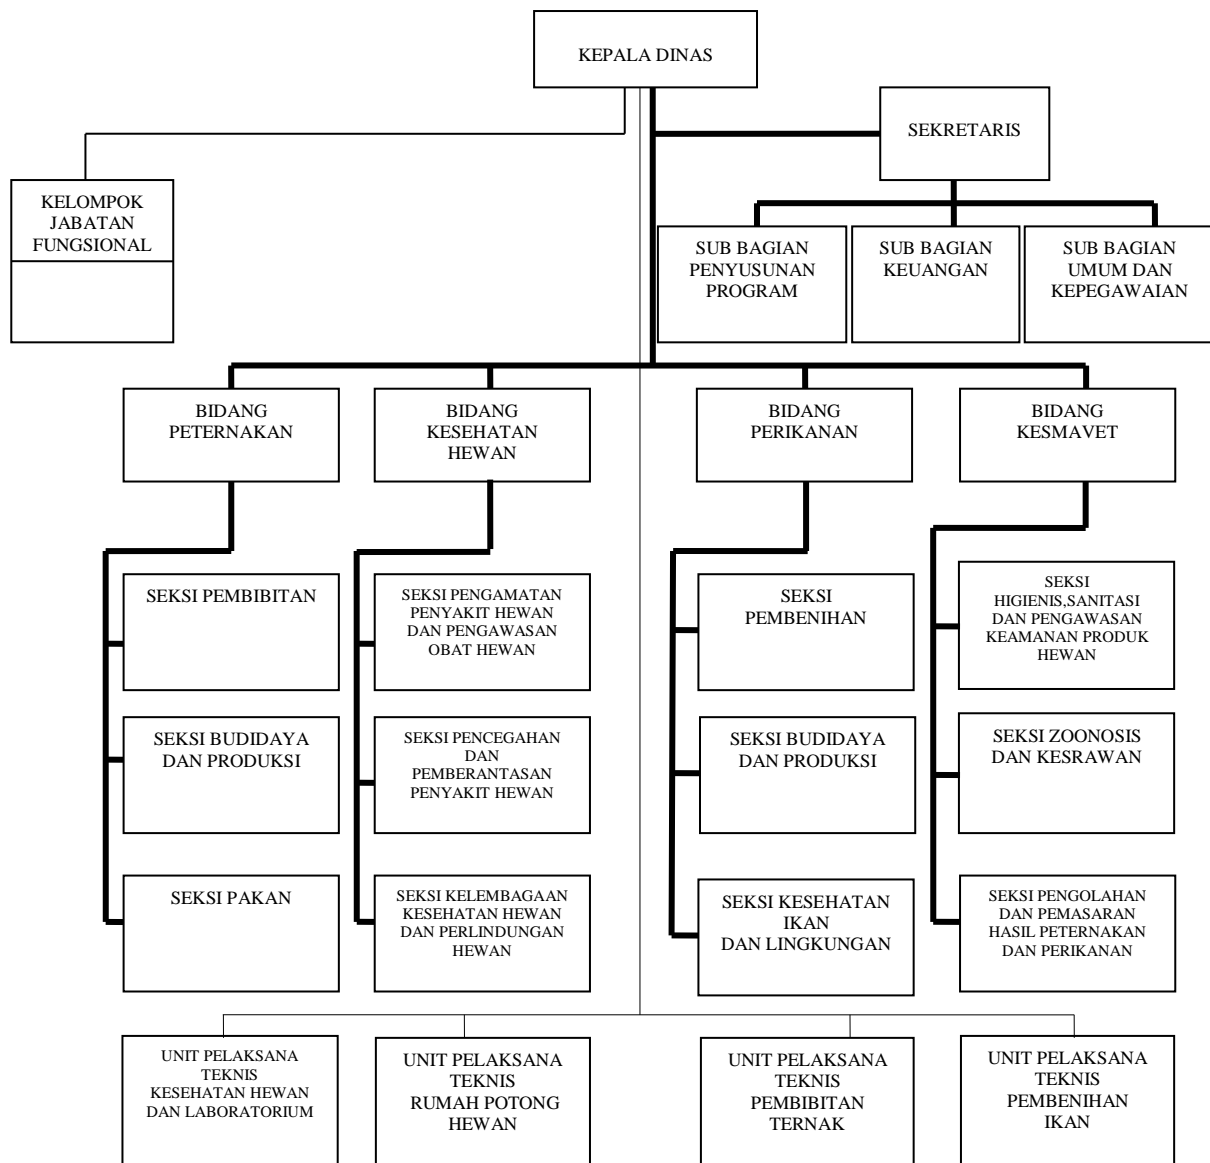 KEPALA DINAS
SEKRETARIS
KELOMPOK
JABATAN
FUNGSIONAL
SUB BAGIAN
PENYUSUNAN
PROGRAM
SUB BAGIAN
KEUANGAN
SUB BAGIAN
UMUM DAN
KEPEGAWAIAN
BIDANG
PETERNAKAN
BIDANG
KESEHATAN
HEWAN
BIDANG
PERIKANAN
BIDANG
KESMAVET
SEKSI PEMBIBITAN
SEKSI PENGAMATAN
PENYAKIT HEWAN
DAN PENGAWASAN
OBAT HEWAN
SEKSI
PEMBENIHAN
SEKSI
HIGIENIS,SANITASI
DAN PENGAWASAN
KEAMANAN PRODUK
HEWAN
SEKSI BUDIDAYA
DAN PRODUKSI
SEKSI PENCEGAHAN
DAN
PEMBERANTASAN
PENYAKIT HEWAN
SEKSI BUDIDAYA
DAN PRODUKSI
SEKSI ZOONOSIS
DAN KESRAWAN
SEKSI PAKAN
SEKSI KELEMBAGAAN
KESEHATAN HEWAN
DAN PERLINDUNGAN
HEWAN
SEKSI KESEHATAN
IKAN
DAN LINGKUNGAN
SEKSI PENGOLAHAN
DAN PEMASARAN
HASIL PETERNAKAN
DAN PERIKANAN
UNIT PELAKSANA
TEKNIS
KESEHATAN HEWAN
DAN LABORATORIUM
UNIT PELAKSANA
TEKNIS
RUMAH POTONG
HEWAN
UNIT PELAKSANA
TEKNIS
PEMBIBITAN
TERNAK
UNIT PELAKSANA
TEKNIS
PEMBENIHAN
IKAN